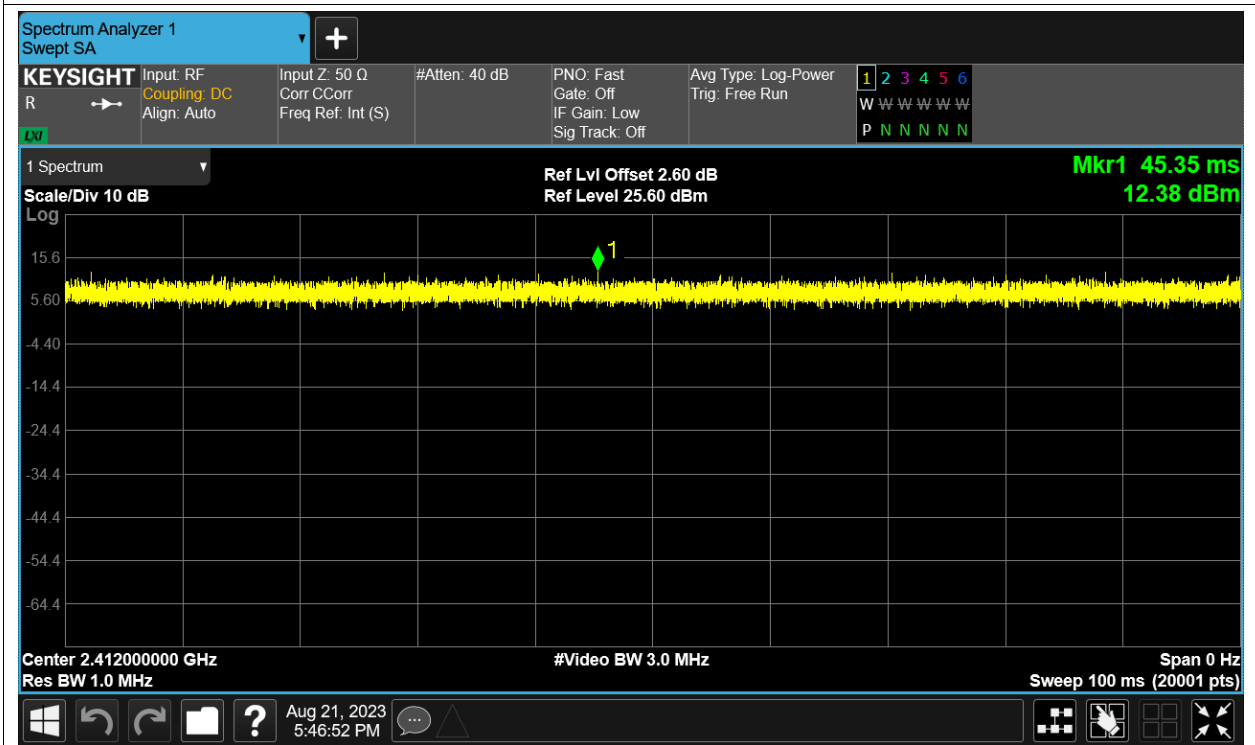 Spectrum Analyzer 1
Swept SA
KEYSIGHT
R
LXI
Input: RF
Coupling: DC
Align: Auto
Input Z: 50 Ω
Corr CCorr
Freq Ref: Int (S)
#Atten: 40 dB
PNO: Fast
Gate: Off
IF Gain: Low
Sig Track: Off
Avg Type: Log-Power
Trig: Free Run
1 2 3 4 5 6
W W W W W W
P N N N N N
1 Spectrum
Scale/Div 10 dB
Log
Ref Lvl Offset 2.60 dB
Ref Level 25.60 dBm
Mkr1 45.35 ms
12.38 dBm
1
15.6
5.60
-4.40
-14.4
-24.4
-34.4
-44.4
-54.4
-64.4
Center 2.412000000 GHz
Res BW 1.0 MHz
#Video BW 3.0 MHz
Span 0 Hz
Sweep 100 ms (20001 pts)
?
Aug 21, 2023
5:46:52 PM